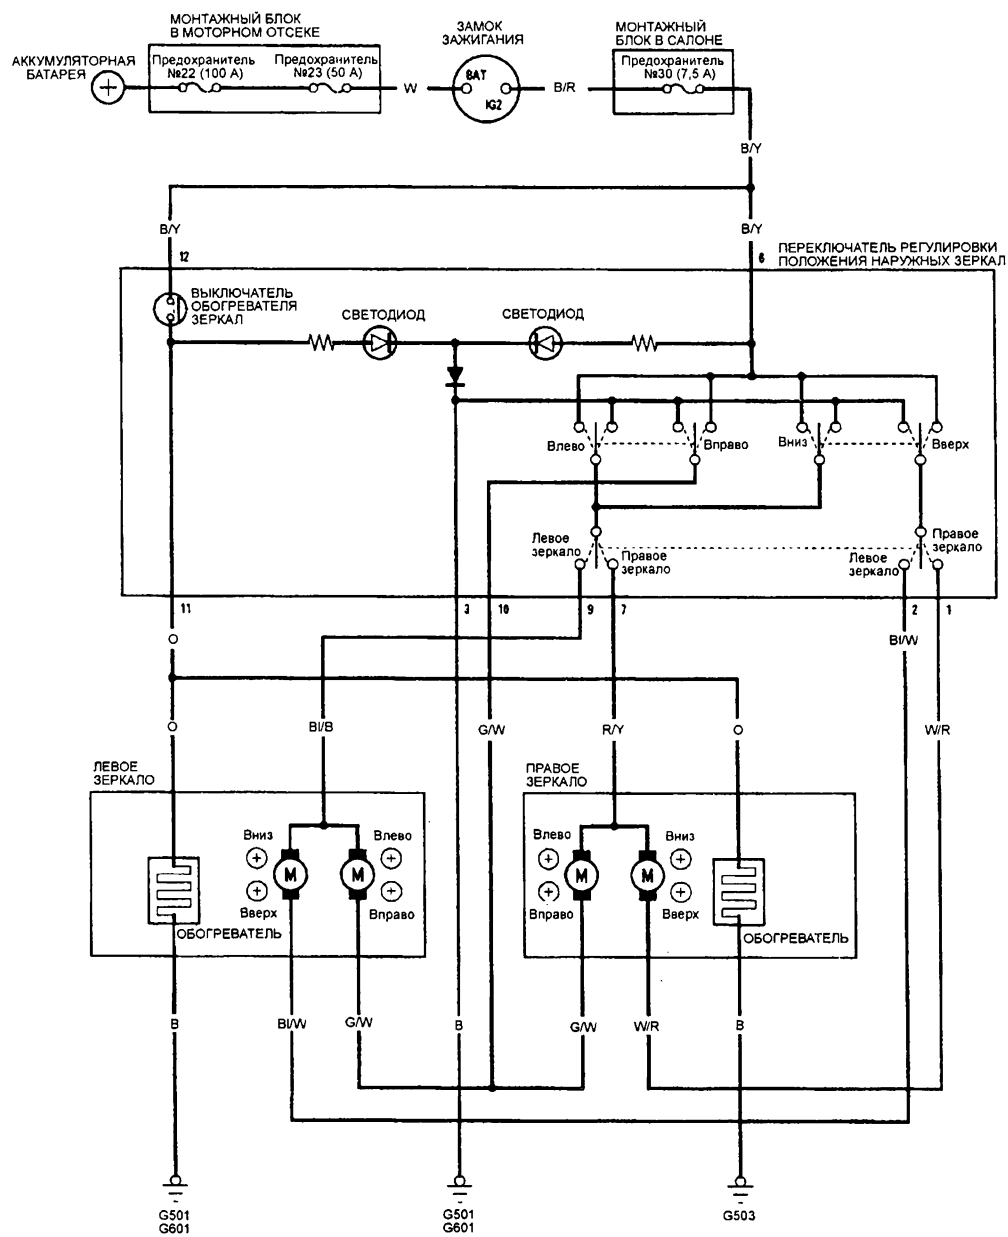 МОНТАЖНЫЙ БЛОК
В МОТОРНОМ ОТСЕКЕ
ЗАМОК
ЗАЖИГАНИЯ
МОНТАЖНЫЙ
БЛОК В САЛОНЕ
АККУМУЛЯТОРНАЯ
БАТАРЕЯ
Предохранитель
№22 (100 А)
Предохранитель
№23 (50 А)
W
BAT
IG2
B/R
Предохранитель
№30 (7,5 А)
B/Y
B/Y
B/Y
12
6
ПЕРЕКЛЮЧАТЕЛЬ РЕГУЛИРОВКИ
ПОЛОЖЕНИЯ НАРУЖНЫХ ЗЕРКАЛ
ВЫКЛЮЧАТЕЛЬ
ОБОГРЕВАТЕЛЯ
ЗЕРКАЛ
СВЕТОДИОД
СВЕТОДИОД
Влево
Вправо
Вниз
Вверх
Левое
зеркало
Правое
зеркало
Левое
зеркало
Правое
зеркало
11
3
10
9
7
2
1
O
Bl/W
O
Bl/B
G/W
R/Y
O
W/R
ЛЕВОЕ
ЗЕРКАЛО
ПРАВОЕ
ЗЕРКАЛО
Вниз
Влево
Влево
Вниз
M
M
M
M
Вверх
Вправо
Вправо
Вверх
ОБОГРЕВАТЕЛЬ
ОБОГРЕВАТЕЛЬ
B
Bl/W
G/W
B
G/W
W/R
B
G501
G601
G501
G601
G503